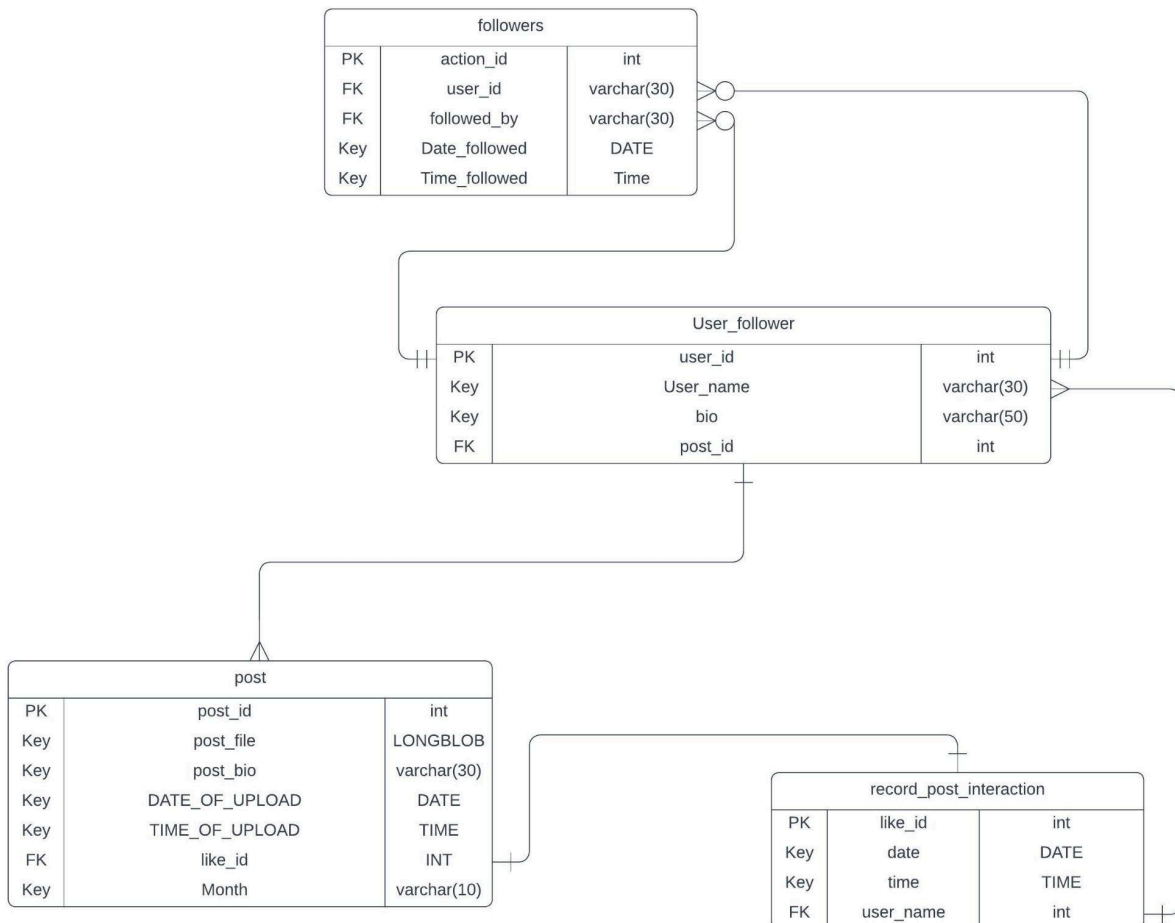 followers
PK action_id int
FK user_id varchar(30)
FK followed_by varchar(30)
Key Date_followed DATE
Key Time_followed Time
User_follower
PK user_id int
Key User_name varchar(30)
Key bio varchar(50)
FK post_id int
post
PK post_id int
Key post_file LONGBLOB
Key post_bio varchar(30)
Key DATE_OF_UPLOAD DATE
Key TIME_OF_UPLOAD TIME
FK like_id INT
Key Month varchar(10)
record_post_interaction
PK like_id int
Key date DATE
Key time TIME
FK user_name int